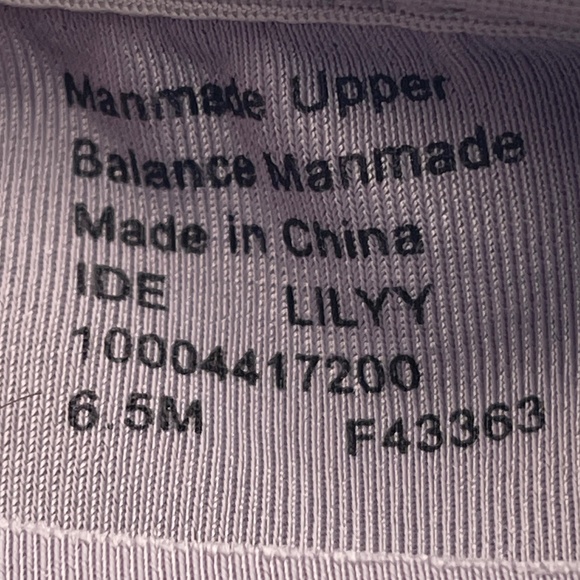 Manmade Upper
Balance Manmade
Made in China
IDE LILYY
10004417200
6.5M F43363